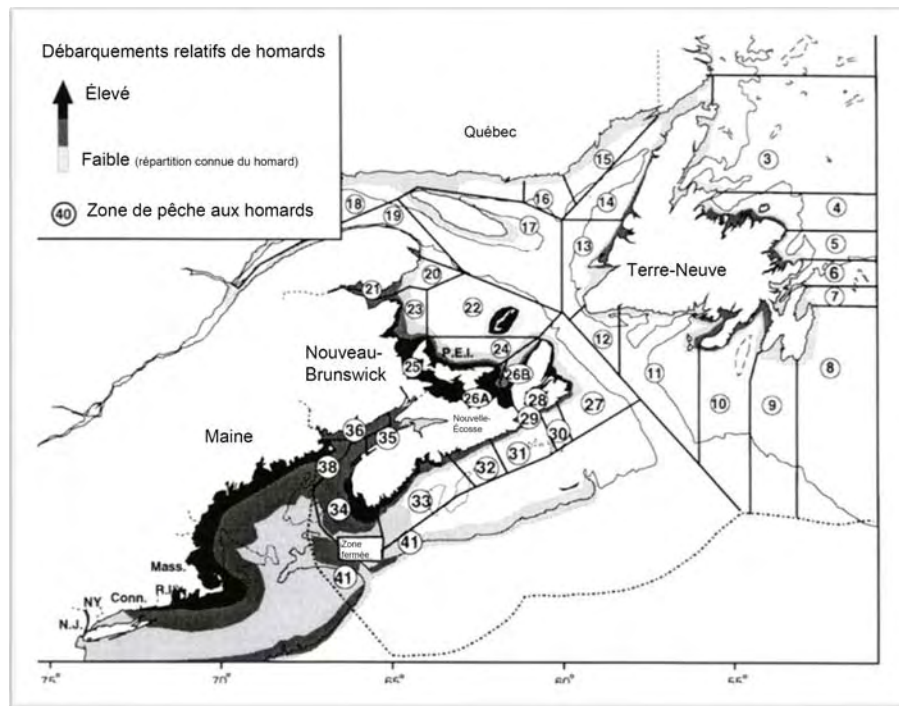 Débarquements relatifs de homards
Élevé
Faible (répartition connue du homard)
40 Zone de pêche aux homards
Québec
15
3
16
14
18
4
19
17
13
5
Terre-Neuve
6
20
21
7
22
23
12
24
P.E.I.
8
Nouveau-
Brunswick
25
26B
11
10
9
26A
28
27
Nouvelle-
Écosse
29
Maine
36
35
30
31
38
32
33
34
Zone
fermée
41
41
Mass.
R.I.
Conn.
NY
N.J.
75°
70°
65°
60°
55°